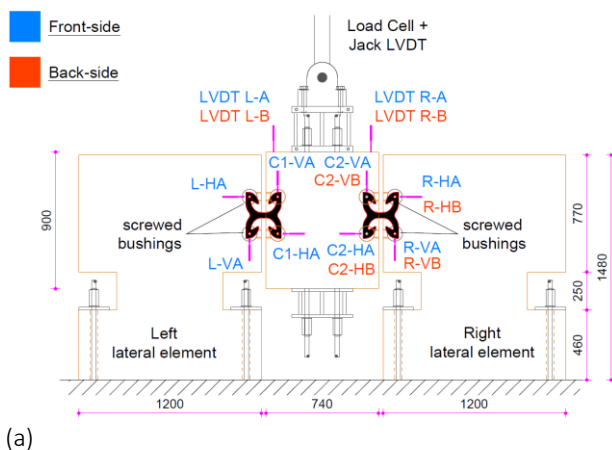 Front-side
Back-side
Load Cell +
Jack LVDT
LVDT L-A
LVDT L-B
LVDT R-A
LVDT R-B
C1-VA
C2-VA
C2-VB
L-HA
R-HA
R-HB
screwed
bushings
screwed
bushings
L-VA
C1-HA
C2-HA
C2-HB
R-VA
R-VB
Left
lateral element
Right
lateral element
900
770
250
460
1480
1200
740
1200
(a)